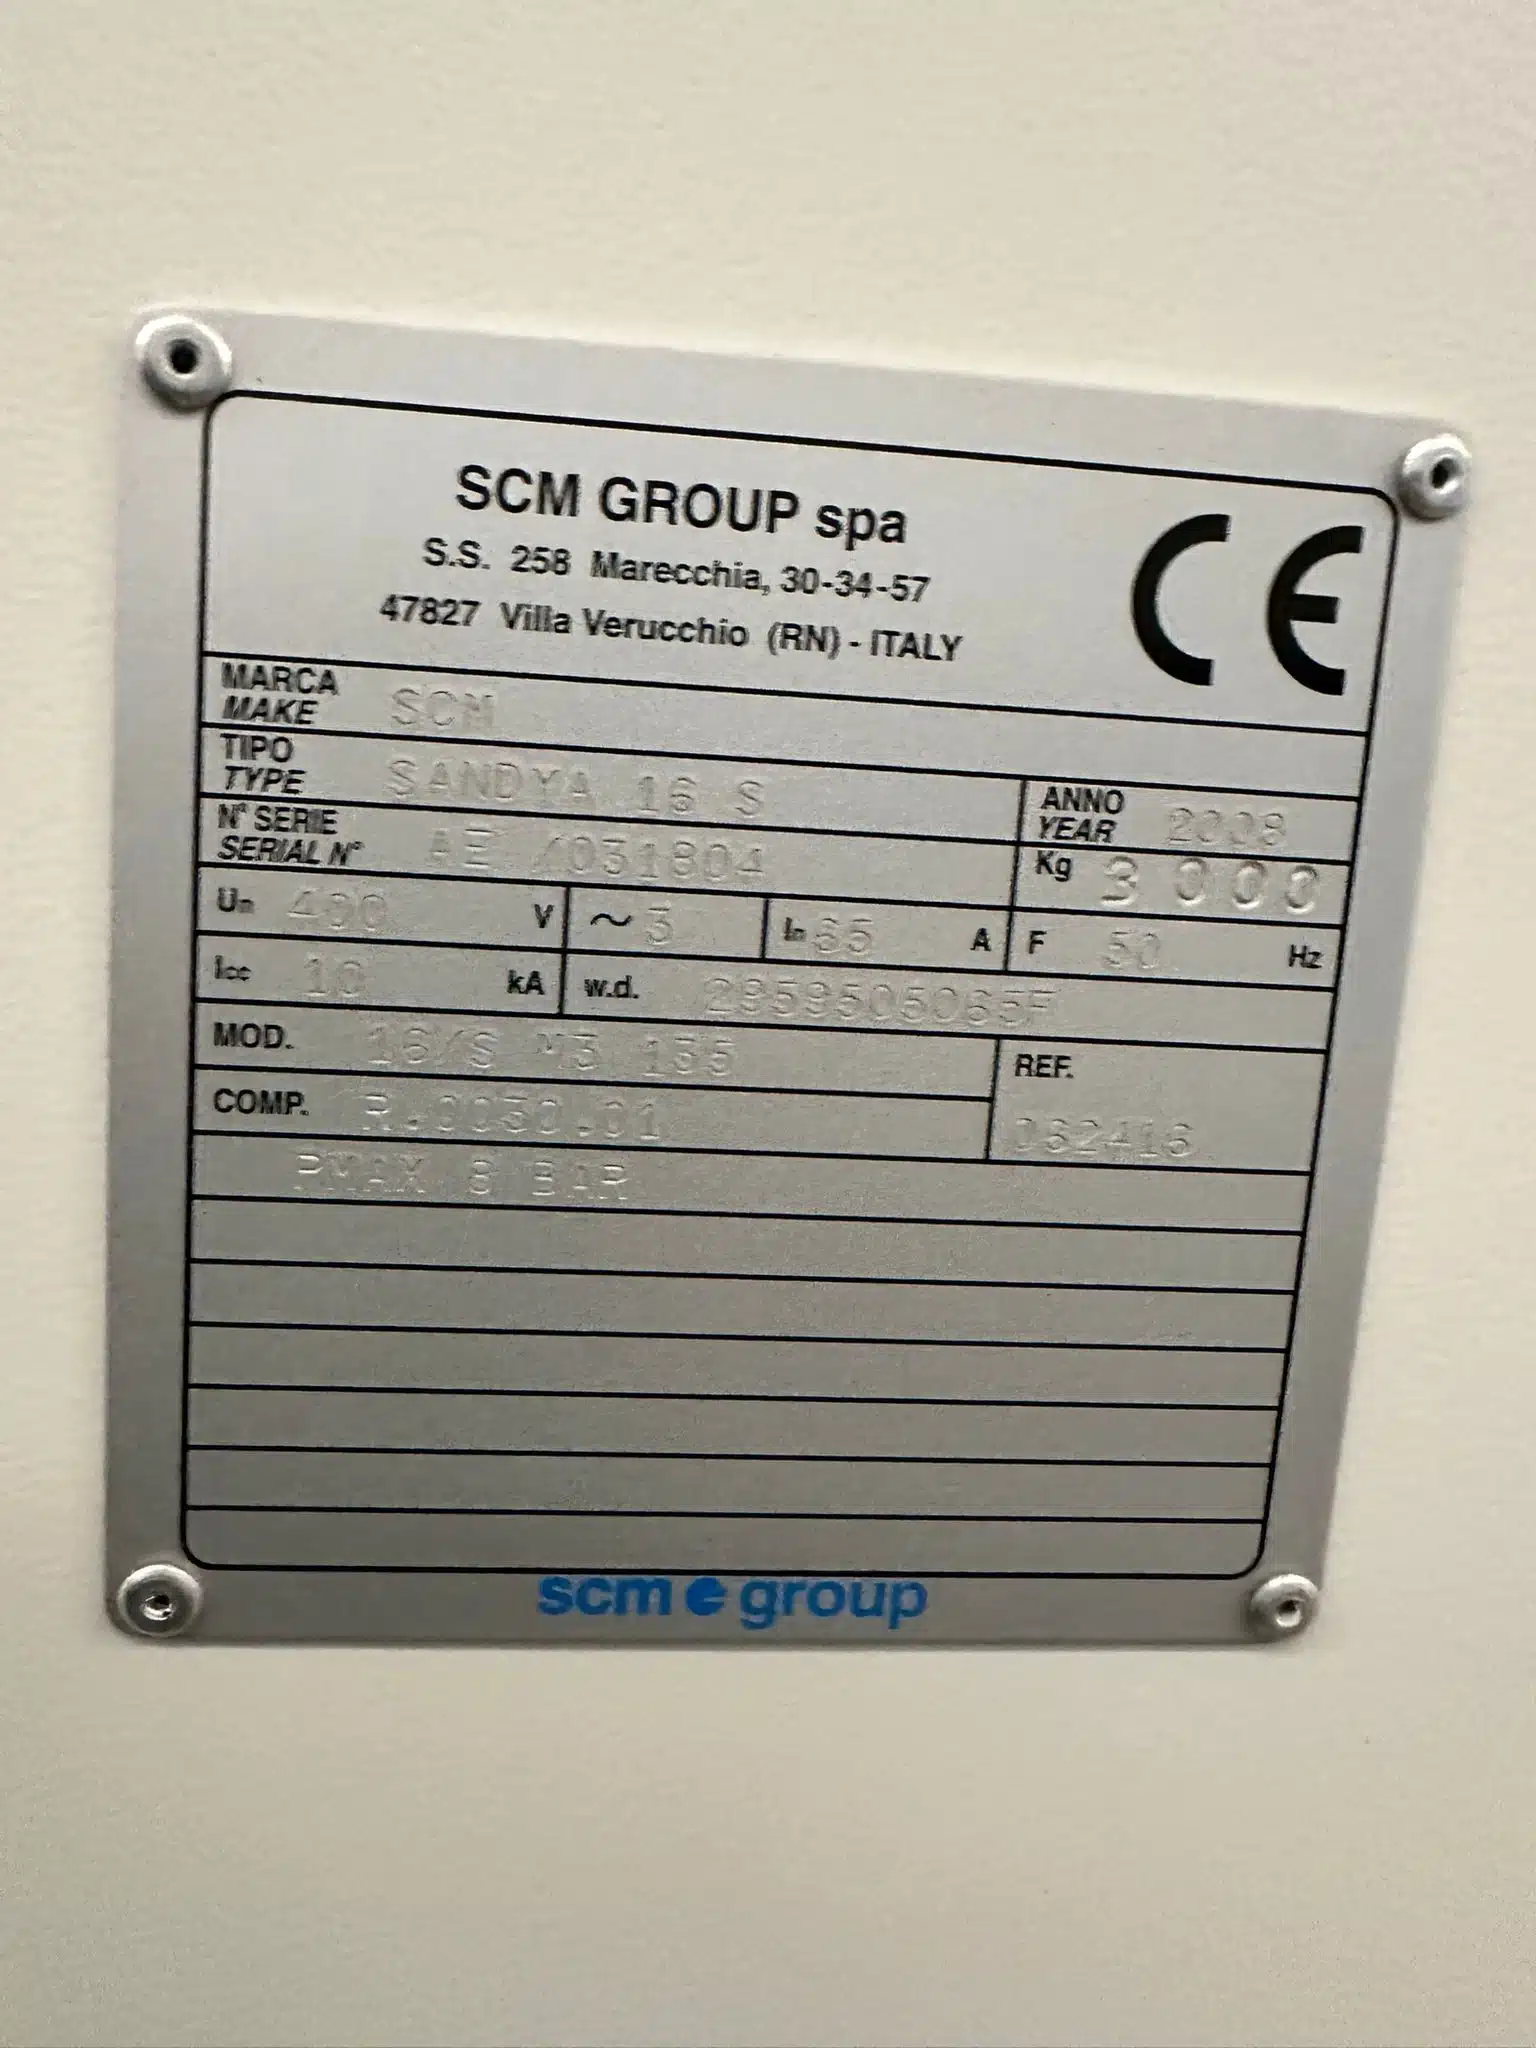 SCM GROUP spa
S.S. 258 Marecchia, 30-34-57
47827 Villa Verucchio (RN) - ITALY
CE
MARCA
MAKE SCM
TIPO
TYPE SANDYA 16 S
ANNO
YEAR 2008
N° SERIE
SERIAL N° AE /031804
Kg 3000
Un 400 V ~ 3 In 65 A F 50 Hz
Icc 10 kA w.d. 2959505065F
MOD. 16/S M3 135
REF.
062416
COMP. R.0030.01
PMAX 8 BAR
scm group